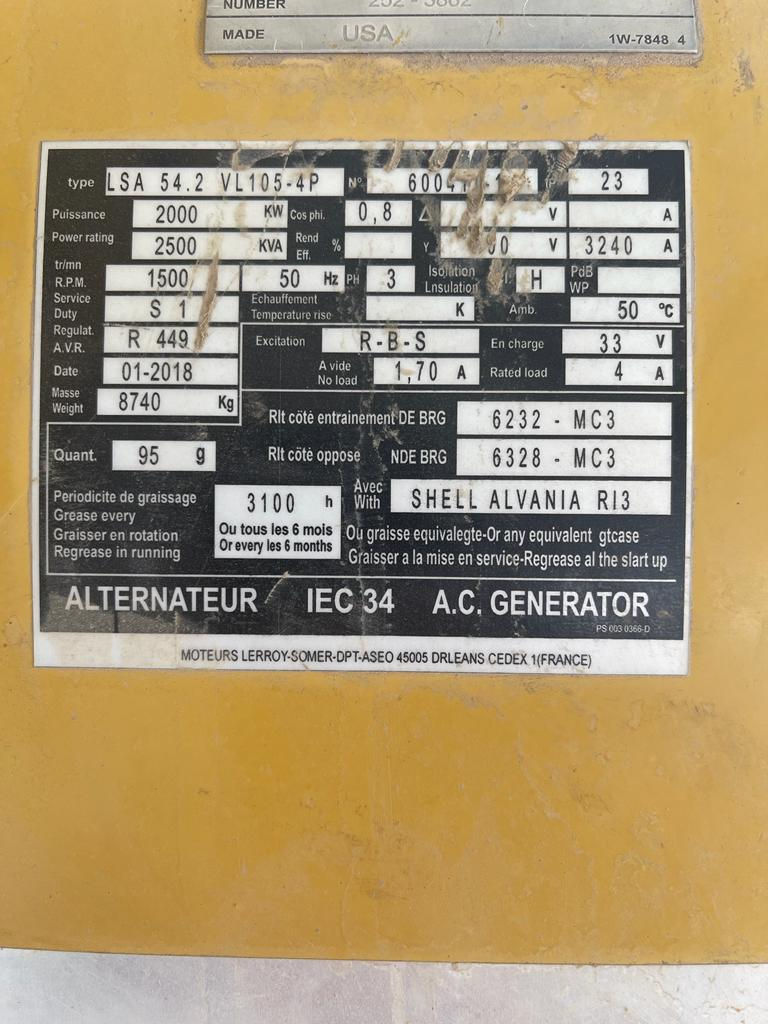 NUMBER 252 - 3862
MADE USA 1W-7848 4
type LSA 54.2 VL105-4P N° IP 23
Puissance 2000 KW Cos phi. 0,8 Δ V A
Power rating 2500 KVA Rend Eff. % Y V 3240 A
tr/mn R.P.M. 1500 50 Hz PH 3 Isolation Lnsulation H PdB WP
Service Duty S 1 Echauffement Temperature rise K Amb. 50 °C
Regulat. A.V.R. R 449 Excitation R-B-S En charge 33 V
Date 01-2018 A vide No load 1,70 A Rated load 4 A
Masse Weight 8740 Kg
Rlt côtė entrainement DE BRG 6232 - MC3
Quant. 95 g Rlt côtė oppose NDE BRG 6328 - MC3
Periodicite de graissage
Grease every
Graisser en rotation
Regrease in running
3100 h
Ou tous les 6 mois
Or every les 6 months
Avec With SHELL ALVANIA RI3
Ou graisse equivalegte-Or any equivalent gtcase
Graisser a la mise en service-Regrease al the slart up
ALTERNATEUR IEC 34 A.C. GENERATOR
PS 003 0366-D
MOTEURS LERROY-SOMER-DPT-ASEO 45005 DRLEANS CEDEX 1(FRANCE)